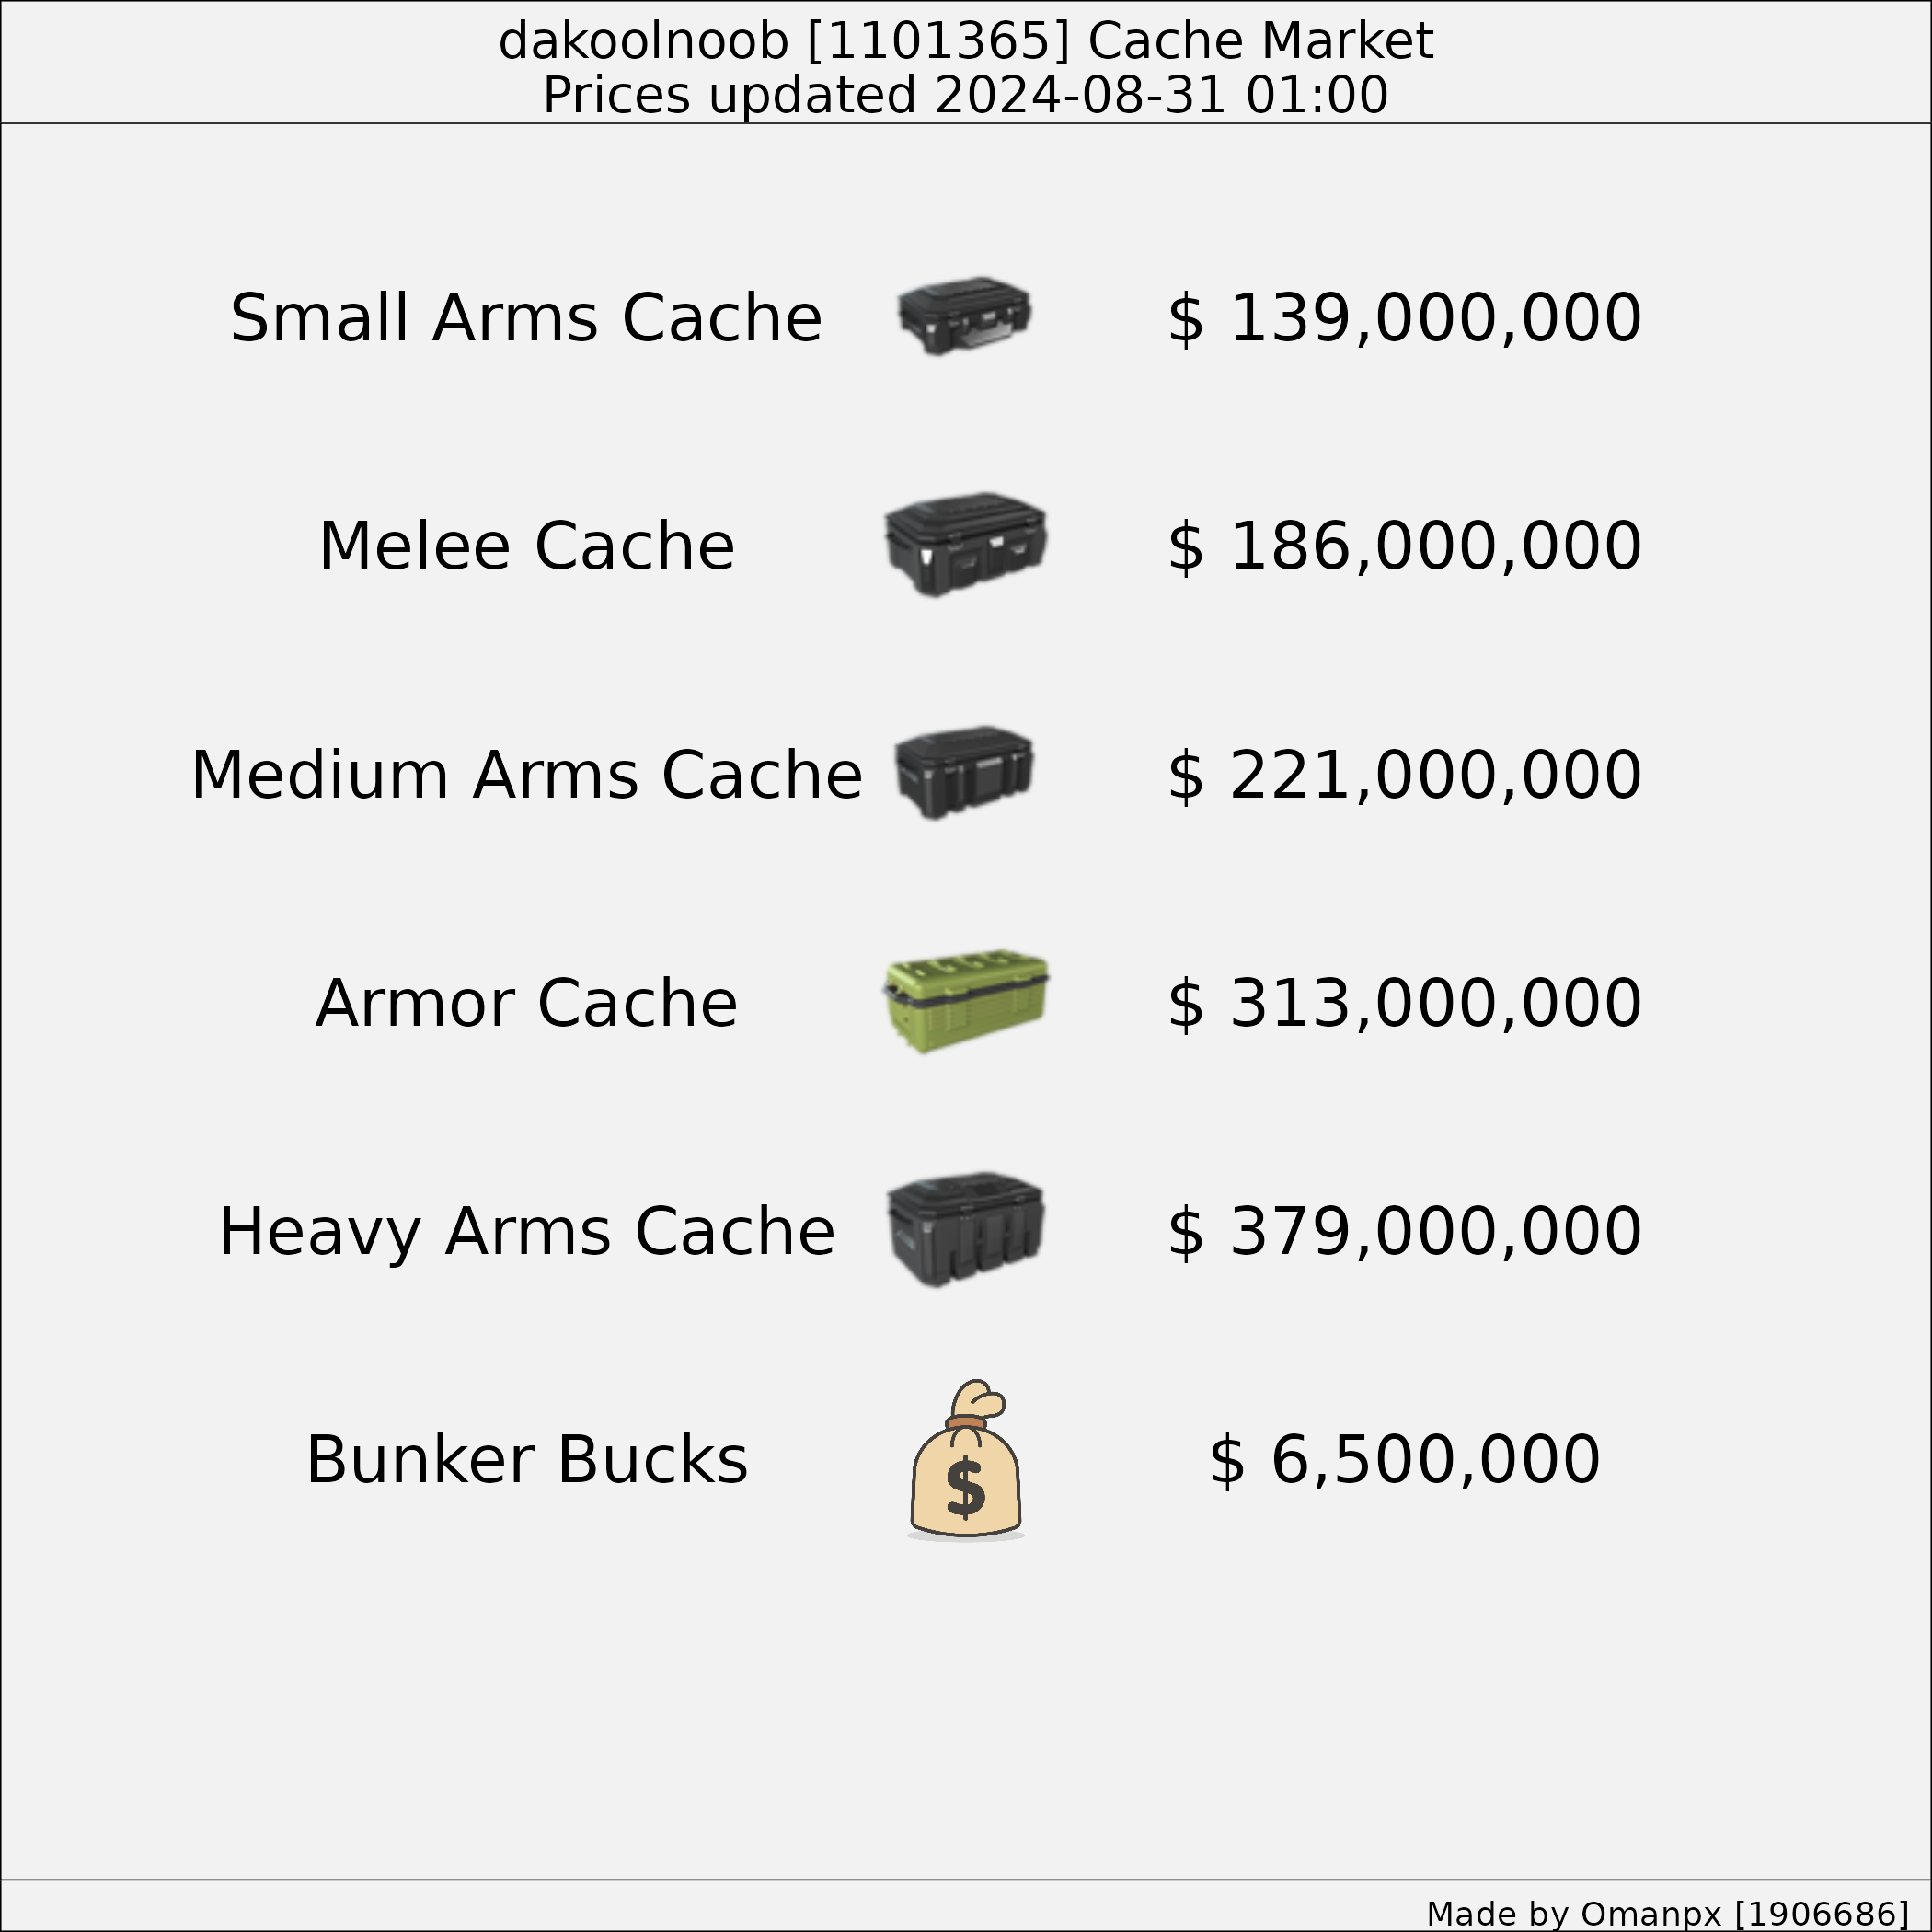 dakoolnoob [1101365] Cache Market
Prices updated 2024-08-31 01:00
Small Arms Cache $ 139,000,000
Melee Cache $ 186,000,000
Medium Arms Cache $ 221,000,000
Armor Cache $ 313,000,000
Heavy Arms Cache $ 379,000,000
Bunker Bucks $ $ 6,500,000
Made by Omanpx [1906686]